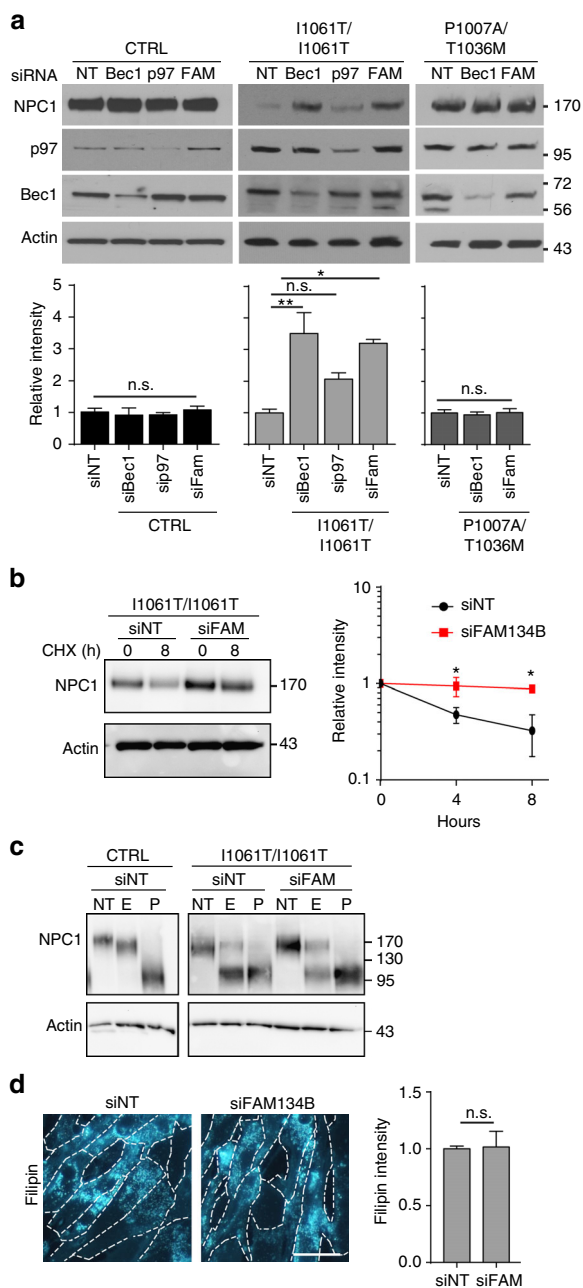 a
CTRL
I1061T/
I1061T
P1007A/
T1036M
siRNA NT Bec1 p97 FAM NT Bec1 p97 FAM NT Bec1 FAM
NPC1 170
p97 95
Bec1 72
56
Actin 43
Relative intensity
5
4
3
2
1
0
n.s.
*
n.s.
**
n.s.
siNT siBec1 sip97 siFam siNT siBec1 sip97 siFam siNT siBec1 siFam
CTRL
I1061T/
I1061T
P1007A/
T1036M
b
I1061T/I1061T
siNT siFAM
CHX (h) 0 8 0 8
NPC1 170
Actin 43
Relative intensity
10
1
0.1
siNT
siFAM134B
* *
0 4 8
Hours
c
CTRL I1061T/I1061T
siNT siNT siFAM
NT E P NT E P NT E P
NPC1 170
130
95
Actin 43
d
siNT siFAM134B
Filipin
Filipin intensity
1.5
1.0
0.5
0.0
n.s.
siNT siFAM